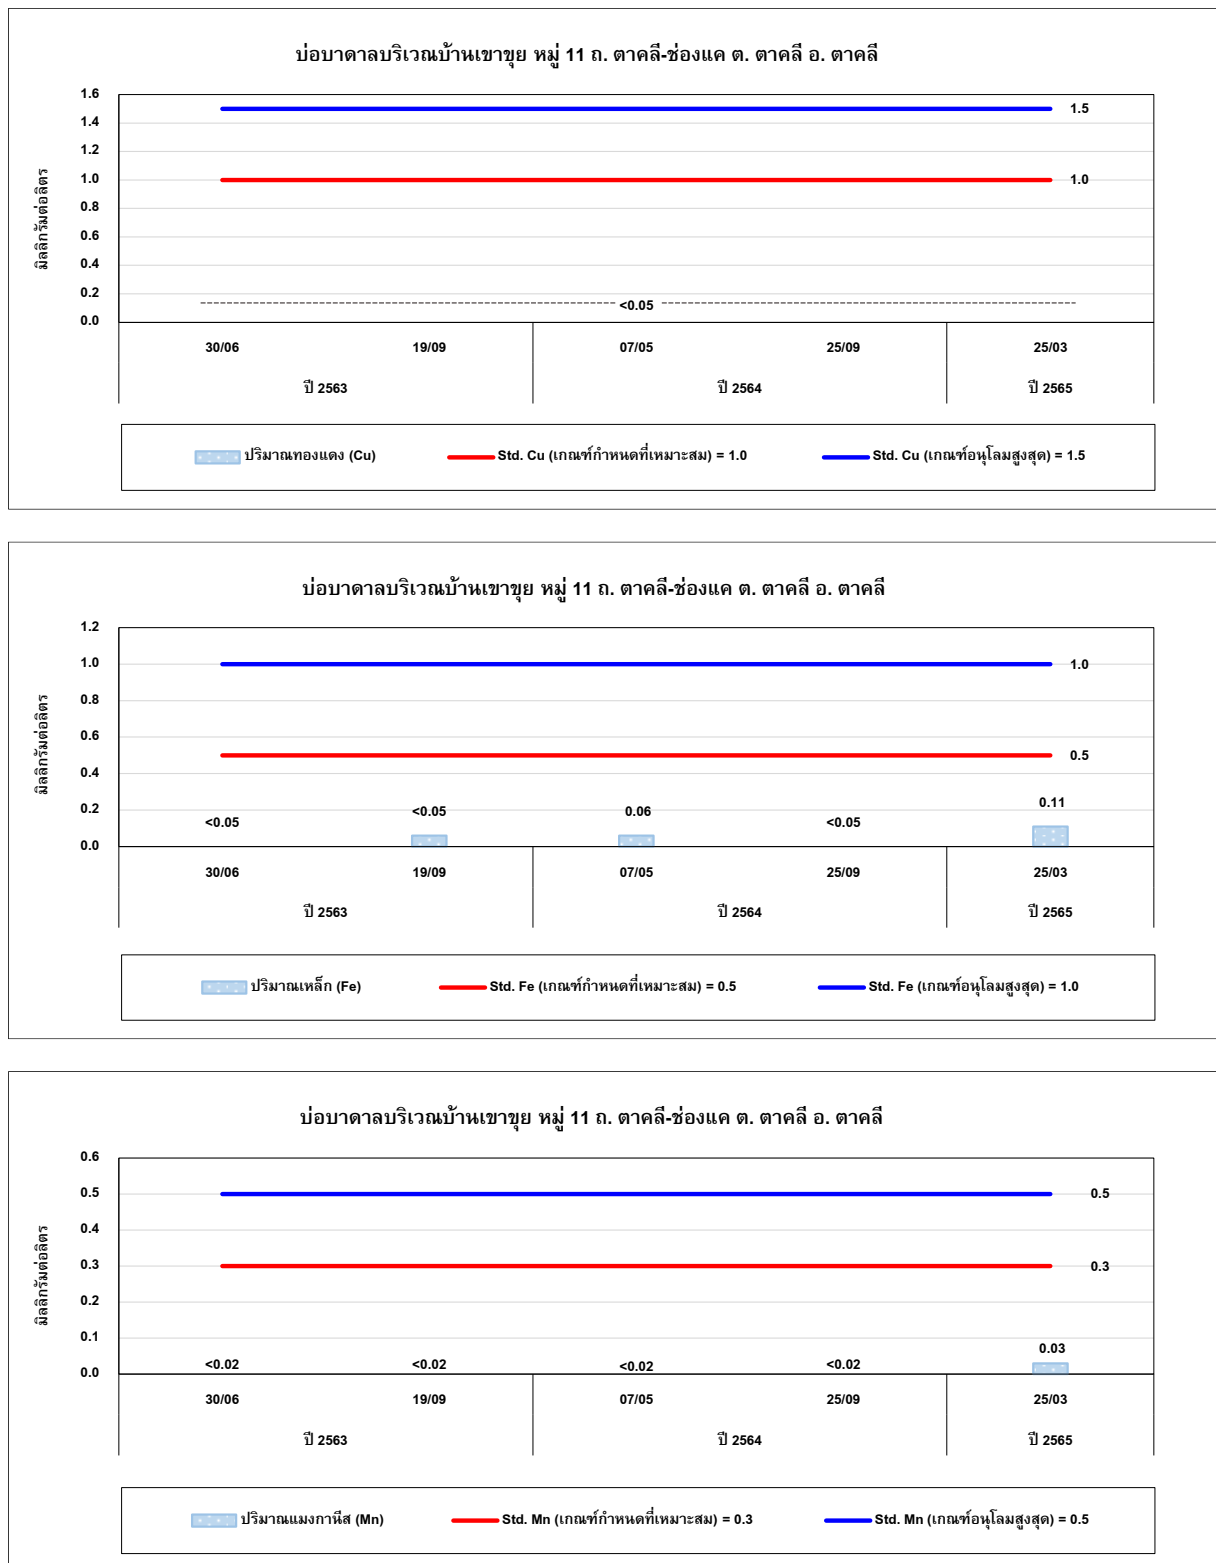 บ่อบาดาลบริเวณบ้านเขาขุย หมู่ 11 ถ. ตาคลี-ช่องแค ต. ตาคลี อ. ตาคลี
มิลลิกรัมต่อลิตร
1.6
1.4
1.2
1.0
0.8
0.6
0.4
0.2
0.0
1.5
1.0
<0.05
30/06 19/09 07/05 25/09 25/03
ปี 2563 ปี 2564 ปี 2565
ปริมาณทองแดง (Cu) Std. Cu (เกณฑ์กำหนดที่เหมาะสม) = 1.0 Std. Cu (เกณฑ์อนุโลมสูงสุด) = 1.5
บ่อบาดาลบริเวณบ้านเขาขุย หมู่ 11 ถ. ตาคลี-ช่องแค ต. ตาคลี อ. ตาคลี
มิลลิกรัมต่อลิตร
1.2
1.0
0.8
0.6
0.4
0.2
0.0
1.0
0.5
<0.05 <0.05 0.06 <0.05 0.11
30/06 19/09 07/05 25/09 25/03
ปี 2563 ปี 2564 ปี 2565
ปริมาณเหล็ก (Fe) Std. Fe (เกณฑ์กำหนดที่เหมาะสม) = 0.5 Std. Fe (เกณฑ์อนุโลมสูงสุด) = 1.0
บ่อบาดาลบริเวณบ้านเขาขุย หมู่ 11 ถ. ตาคลี-ช่องแค ต. ตาคลี อ. ตาคลี
มิลลิกรัมต่อลิตร
0.6
0.5
0.4
0.3
0.2
0.1
0.0
0.5
0.3
<0.02 <0.02 <0.02 <0.02 0.03
30/06 19/09 07/05 25/09 25/03
ปี 2563 ปี 2564 ปี 2565
ปริมาณแมงกานีส (Mn) Std. Mn (เกณฑ์กำหนดที่เหมาะสม) = 0.3 Std. Mn (เกณฑ์อนุโลมสูงสุด) = 0.5